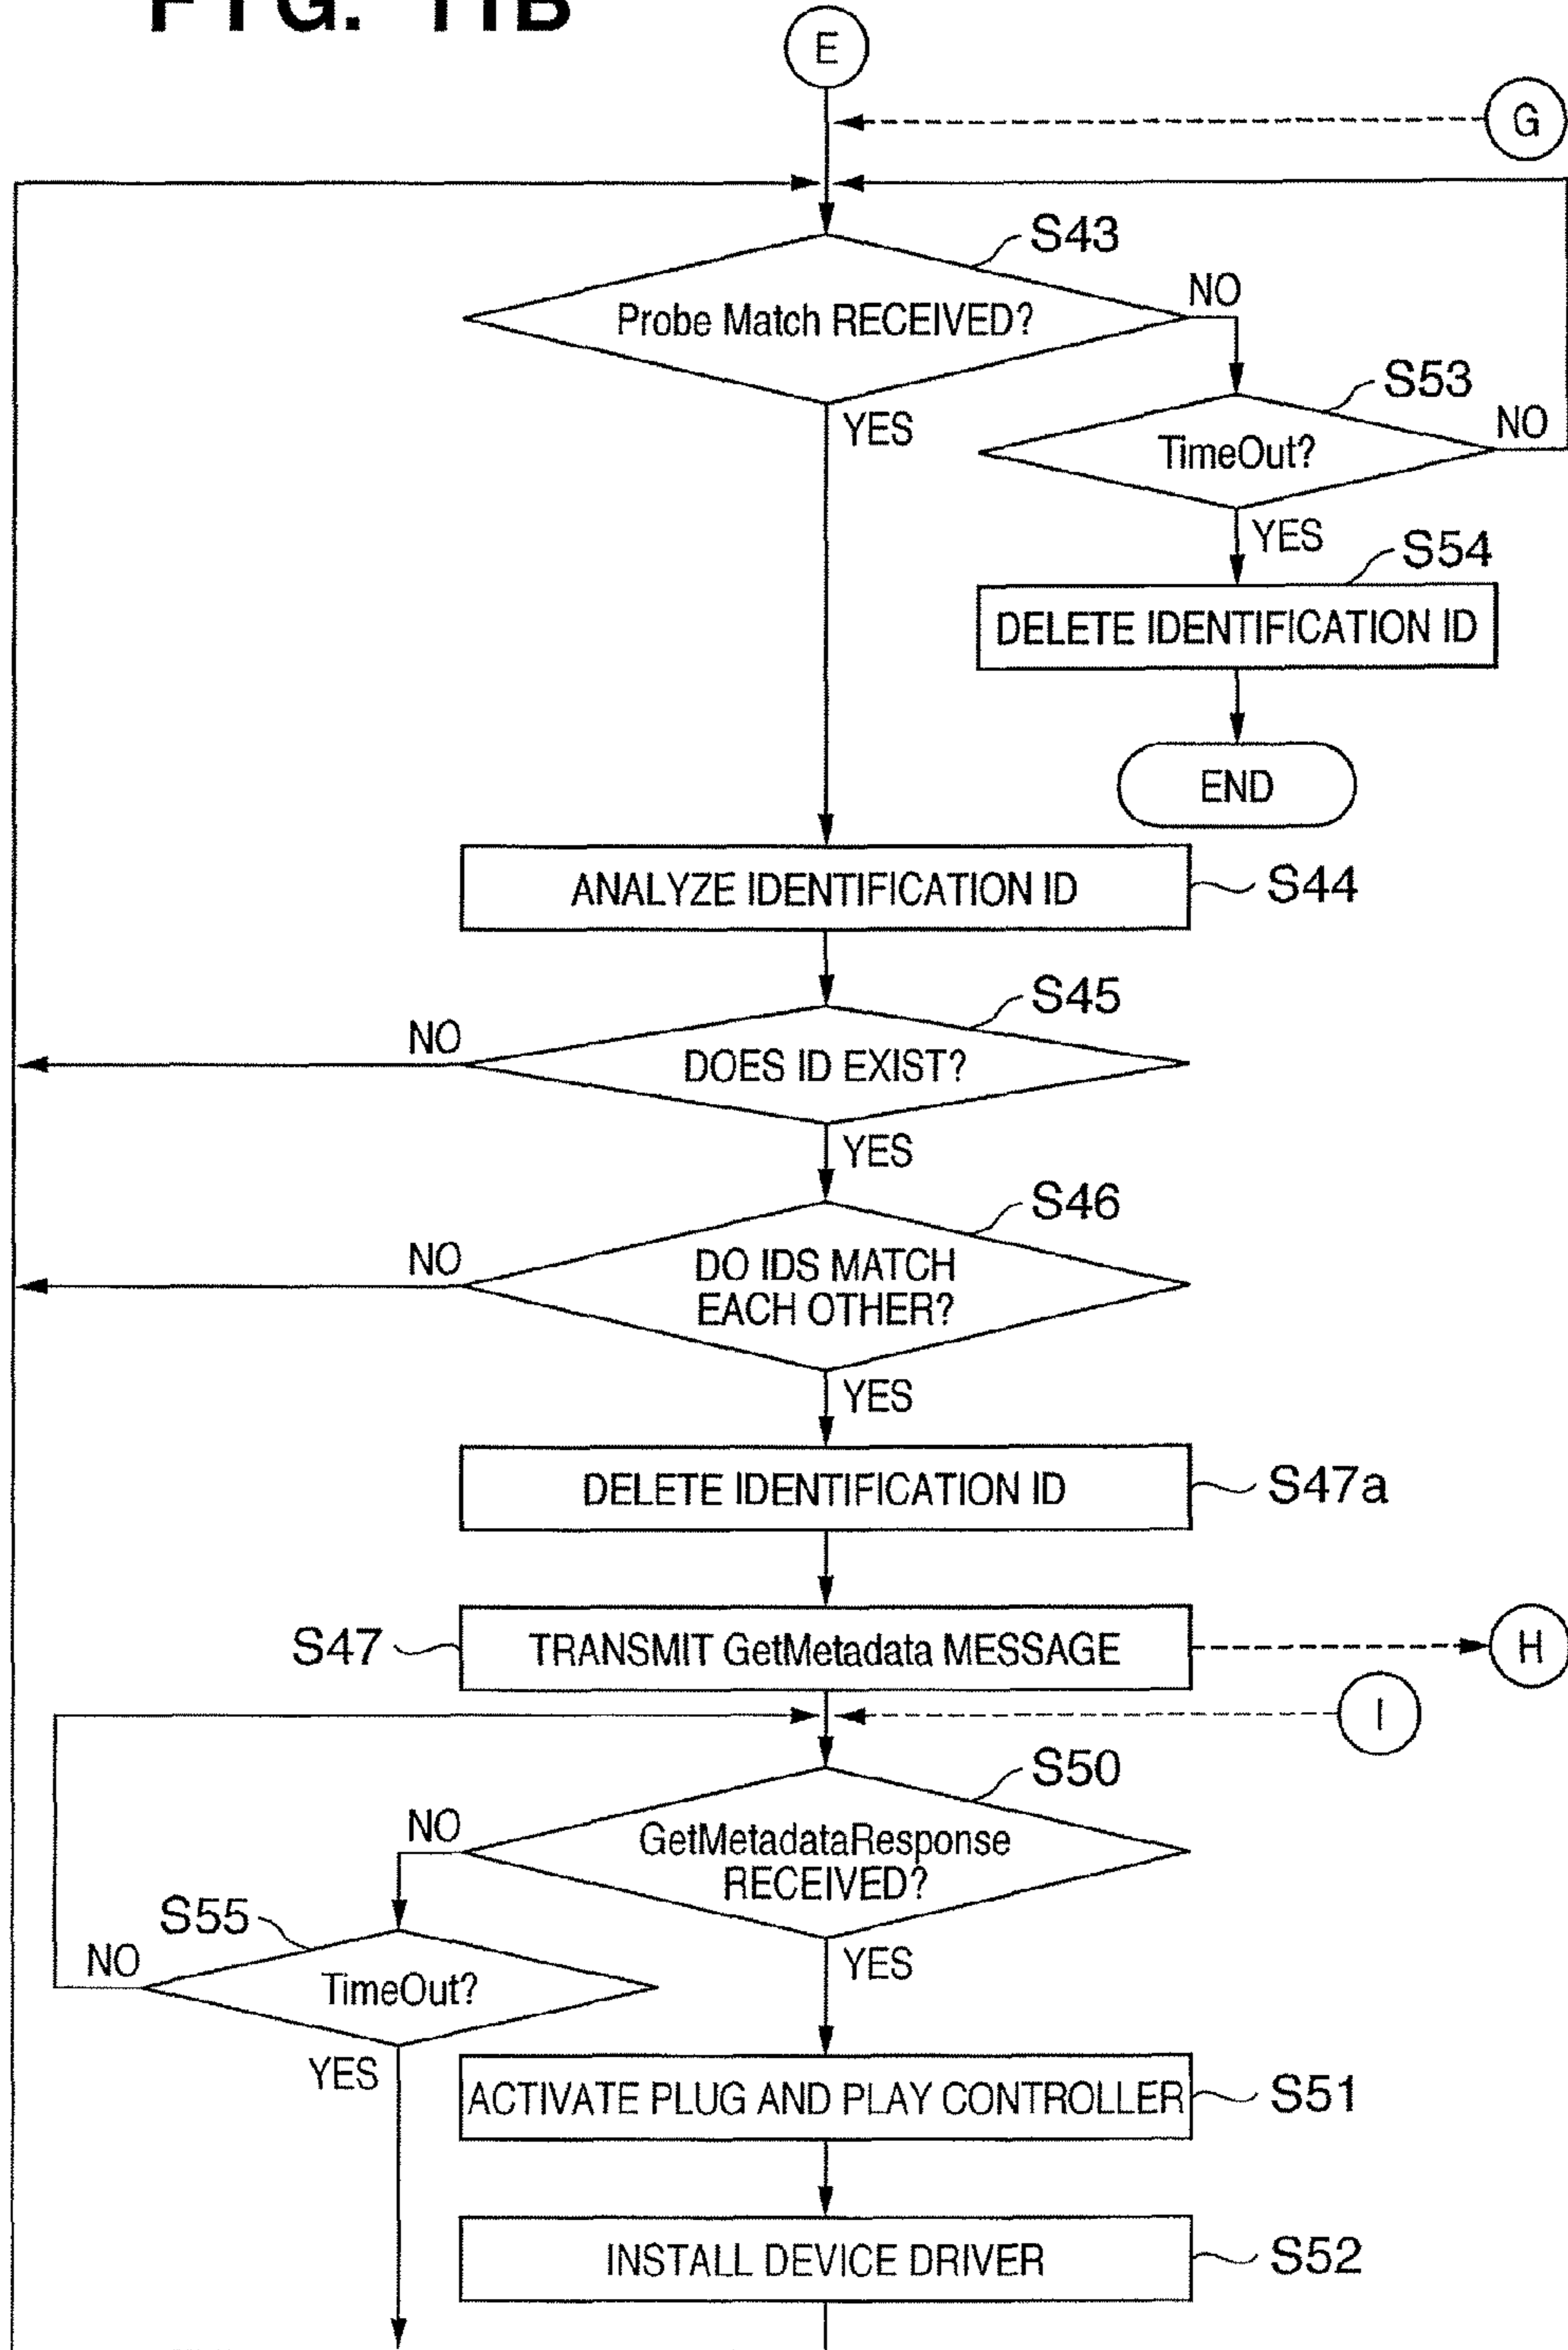 FIG. 11B
E
G
S43
Probe Match RECEIVED?
NO
S53
YES
TimeOut?
NO
YES
S54
DELETE IDENTIFICATION ID
END
ANALYZE IDENTIFICATION ID
S44
S45
NO
DOES ID EXIST?
YES
S46
NO
DO IDS MATCH
EACH OTHER?
YES
DELETE IDENTIFICATION ID
S47a
S47
TRANSMIT GetMetadata MESSAGE
H
I
S50
NO
GetMetadataResponse
RECEIVED?
S55
NO
YES
TimeOut?
YES
ACTIVATE PLUG AND PLAY CONTROLLER
S51
INSTALL DEVICE DRIVER
S52